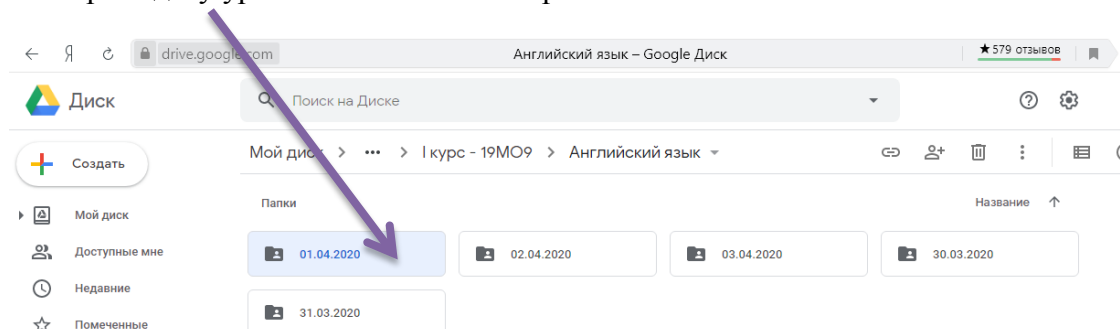 drive.google.com
Английский язык – Google Диск
★579 отзывов
Диск
Поиск на Диске
Создать
Мой диск > ••• > I курс - 19МО9 > Английский язык
Папки
Название
Мой диск
Доступные мне
Недавние
Помеченные
01.04.2020
02.04.2020
03.04.2020
30.03.2020
31.03.2020